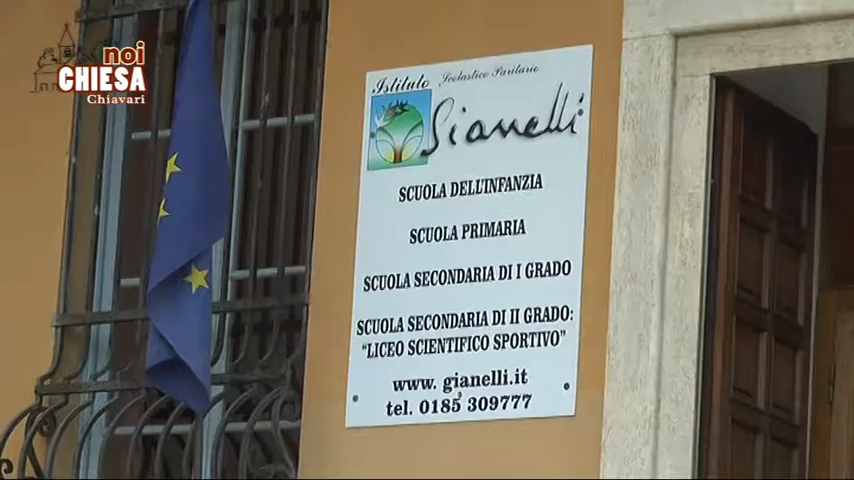 noi
CHIESA
Chiavari
Istituto Scolastico Paritario
Gianelli
SCUOLA DELL'INFANZIA
SCUOLA PRIMARIA
SCUOLA SECONDARIA DI I GRADO
SCUOLA SECONDARIA DI II GRADO:
"LICEO SCIENTIFICO SPORTIVO"
www. gianelli.it
tel. 0185 309777